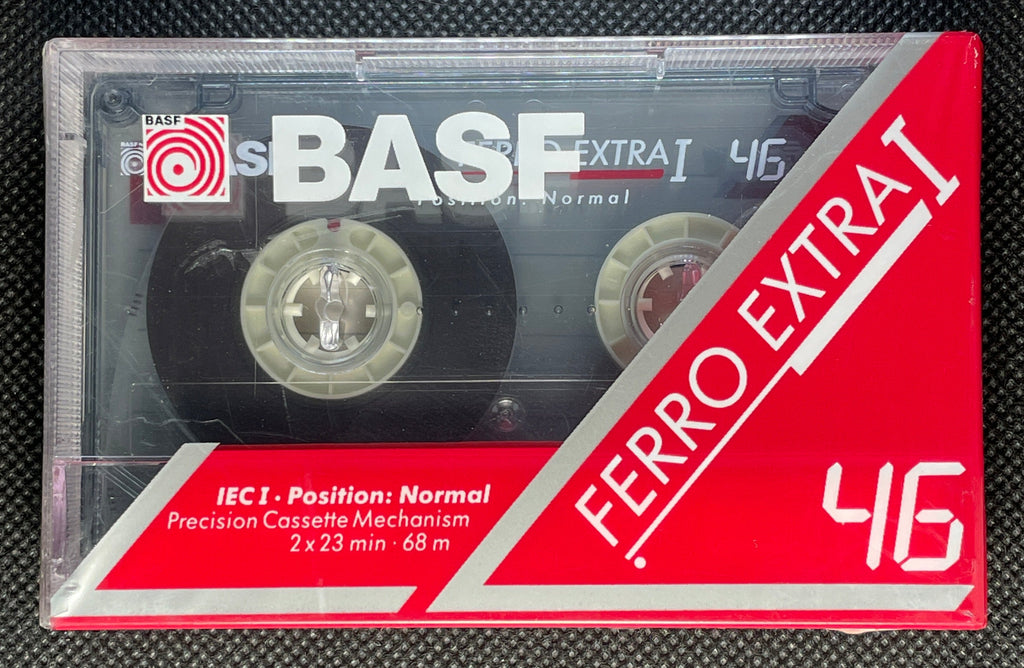 BASF
BASF
FERRO EXTRA I 46
Position: Normal
FERRO EXTRA I
46
IEC I · Position: Normal
Precision Cassette Mechanism
2 x 23 min · 68 m